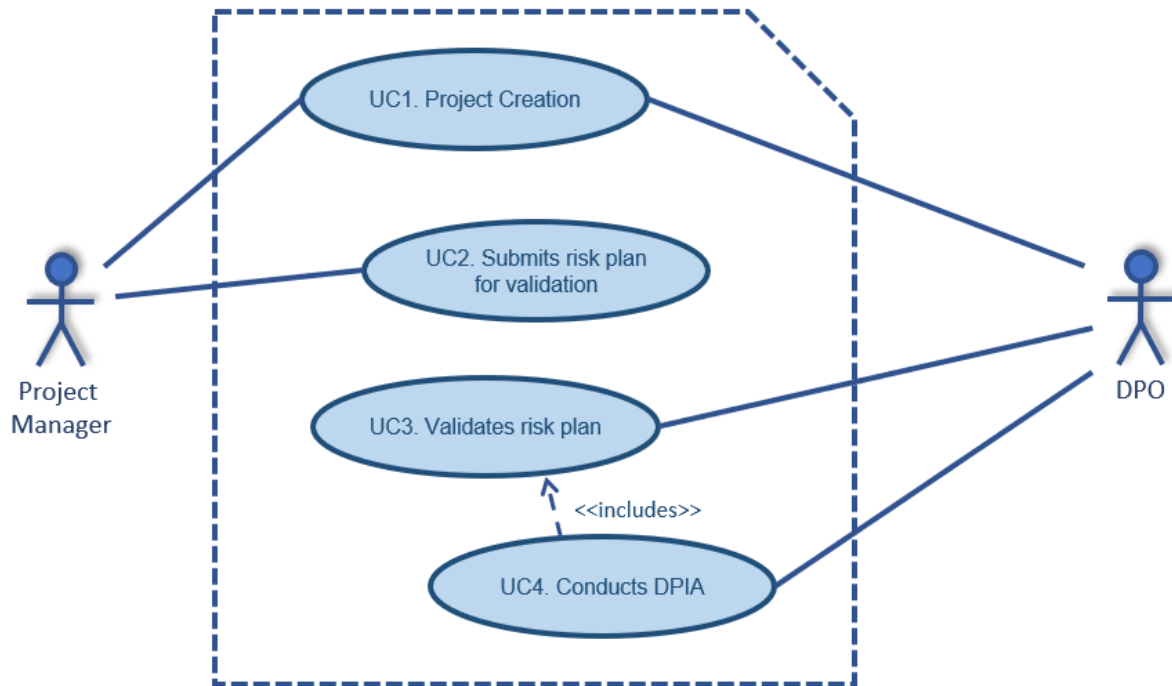 UC1. Project Creation
UC2. Submits risk plan
for validation
Project
Manager
DPO
UC3. Validates risk plan
<<includes>>
UC4. Conducts DPIA